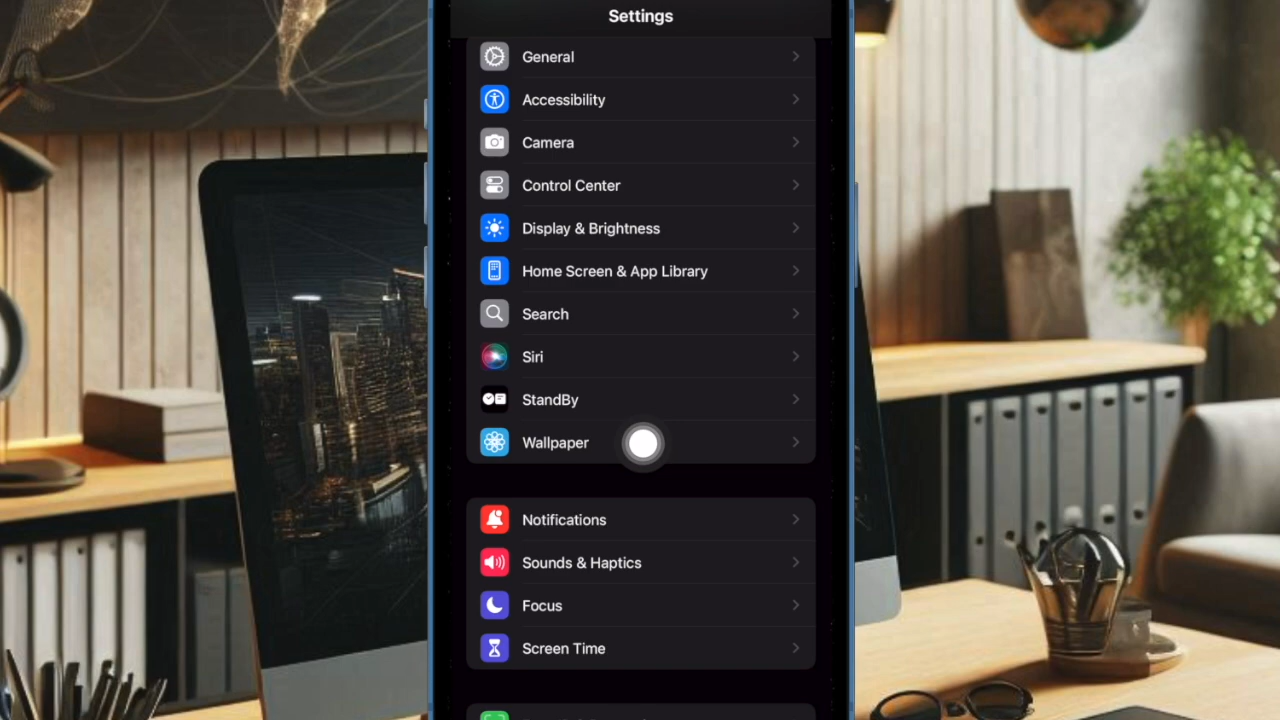 Settings
General
Accessibility
Camera
Control Center
Display & Brightness
Home Screen & App Library
Search
Siri
StandBy
Wallpaper
Notifications
Sounds & Haptics
Focus
Screen Time